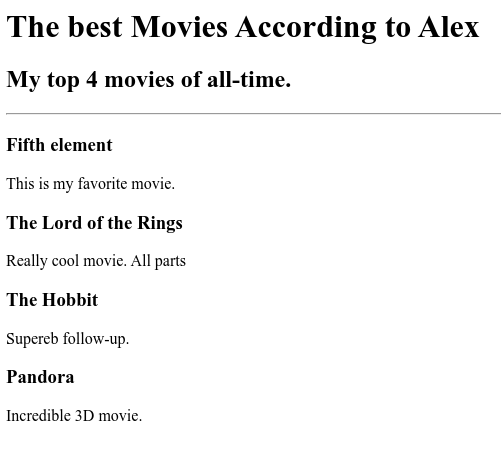 The best Movies According to Alex
My top 4 movies of all-time.
Fifth element
This is my favorite movie.
The Lord of the Rings
Really cool movie. All parts
The Hobbit
Supereb follow-up.
Pandora
Incredible 3D movie.